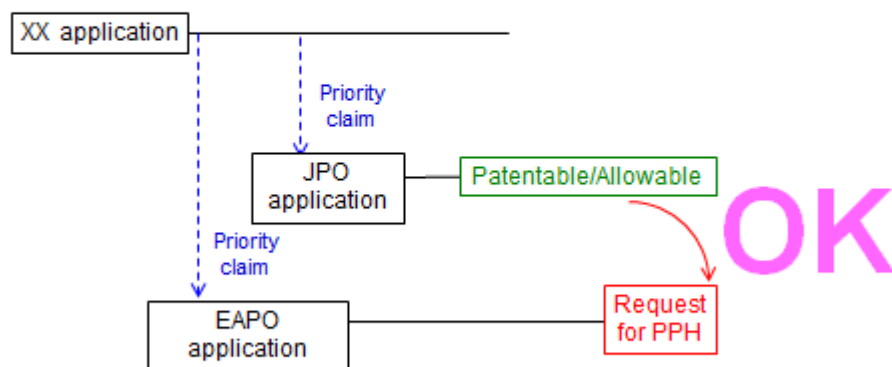 XX application
Priority
claim
JPO
application
Patentable/Allowable
OK
Priority
claim
EAPO
application
Request
for PPH